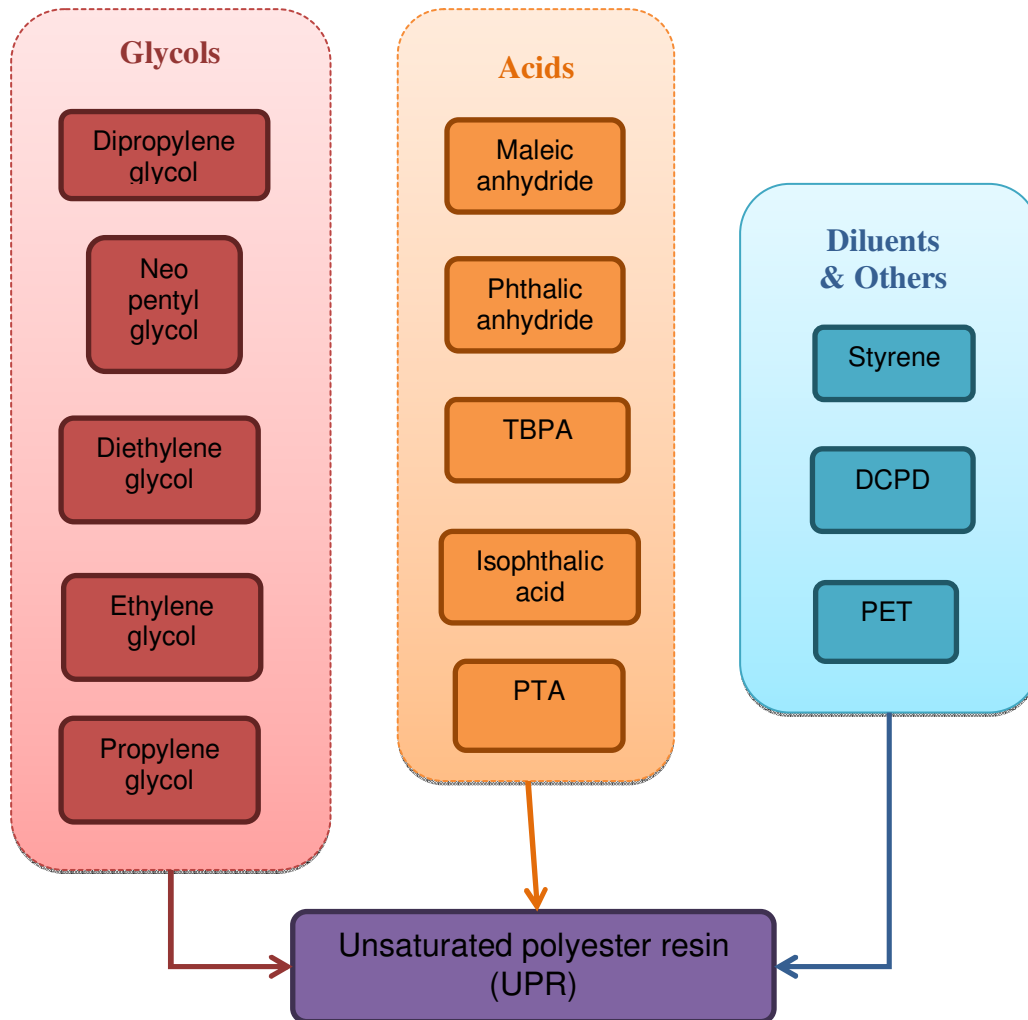 Glycols
Dipropylene
glycol
Neo
pentyl
glycol
Diethylene
glycol
Ethylene
glycol
Propylene
glycol
Acids
Maleic
anhydride
Phthalic
anhydride
TBPA
Isophthalic
acid
PTA
Diluents
& Others
Styrene
DCPD
PET
Unsaturated polyester resin
(UPR)